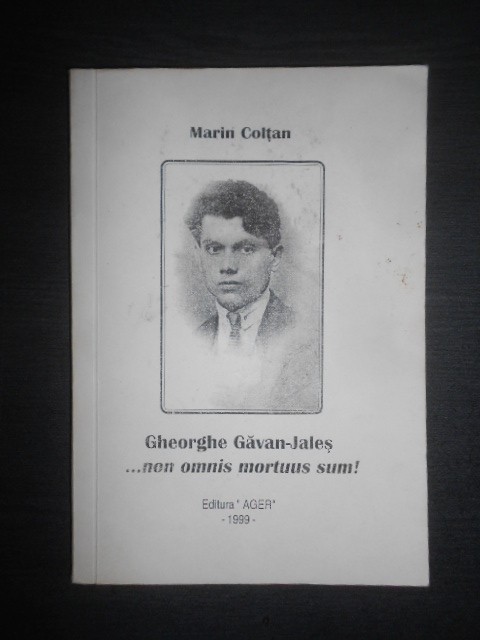 Marin Colțan
Gheorghe Găvan-Jaleș
...non omnis mortuus sum!
Editura "AGER"
- 1999 -